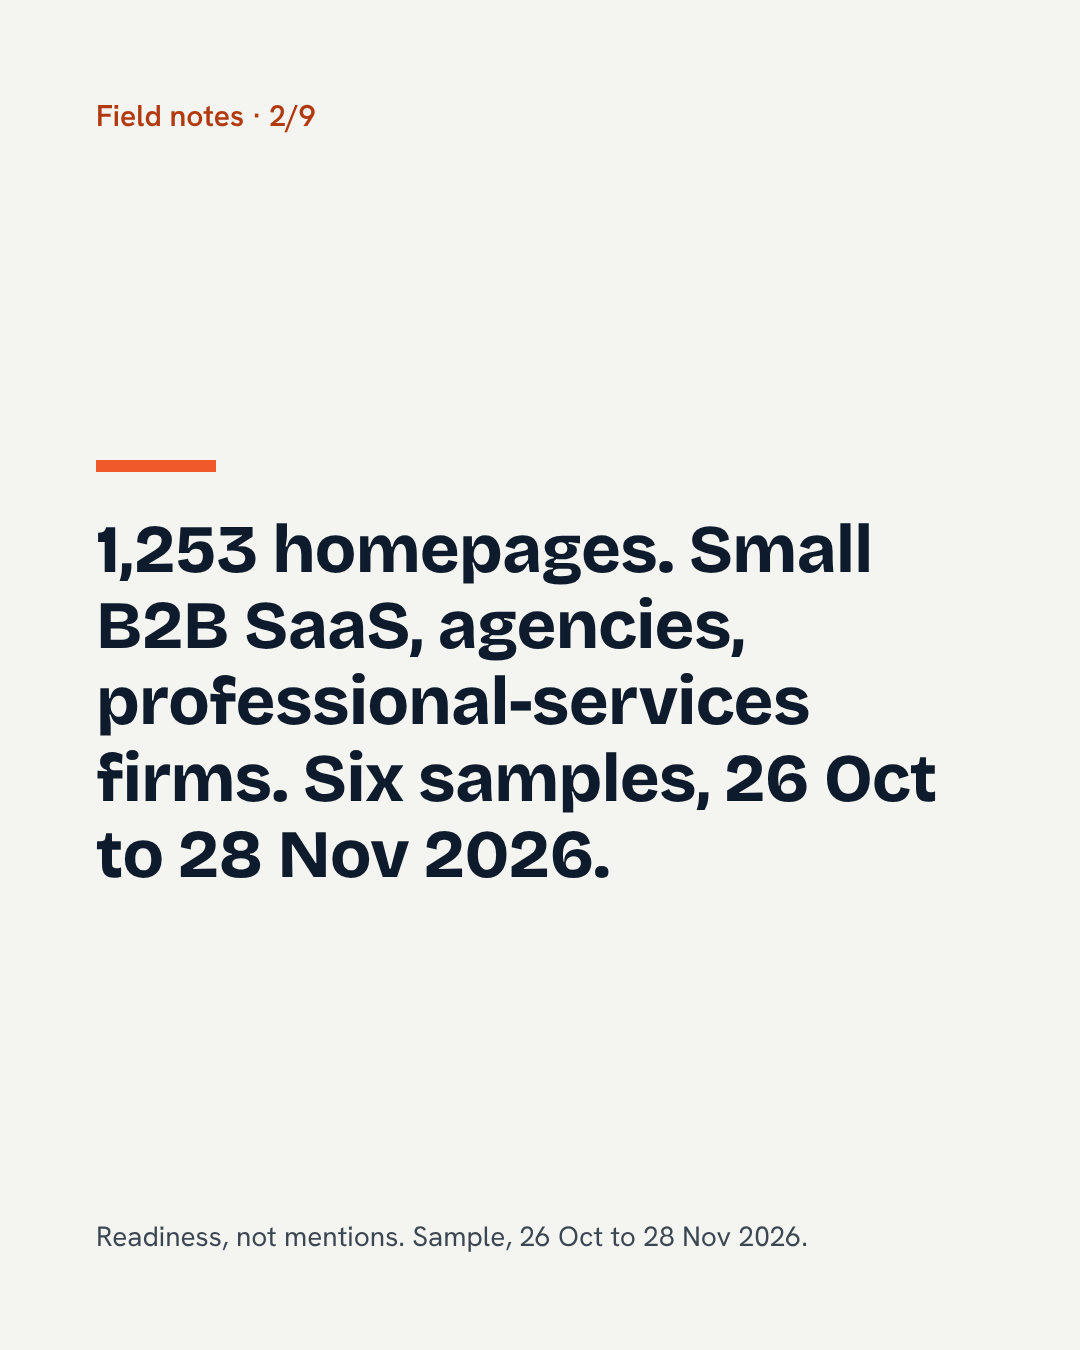 Field notes · 2/9
1,253 homepages. Small
B2B SaaS, agencies,
professional-services
firms. Six samples, 26 Oct
to 28 Nov 2026.
Readiness, not mentions. Sample, 26 Oct to 28 Nov 2026.